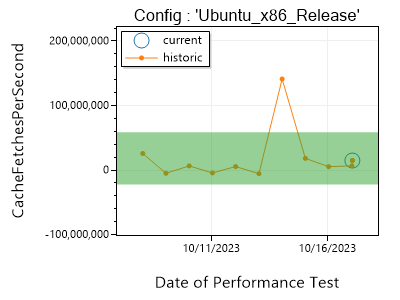 Config : 'Ubuntu_x86_Release'
current
historic
200,000,000
100,000,000
0
-100,000,000
CacheFetchesPerSecond
10/11/2023
10/16/2023
Date of Performance Test